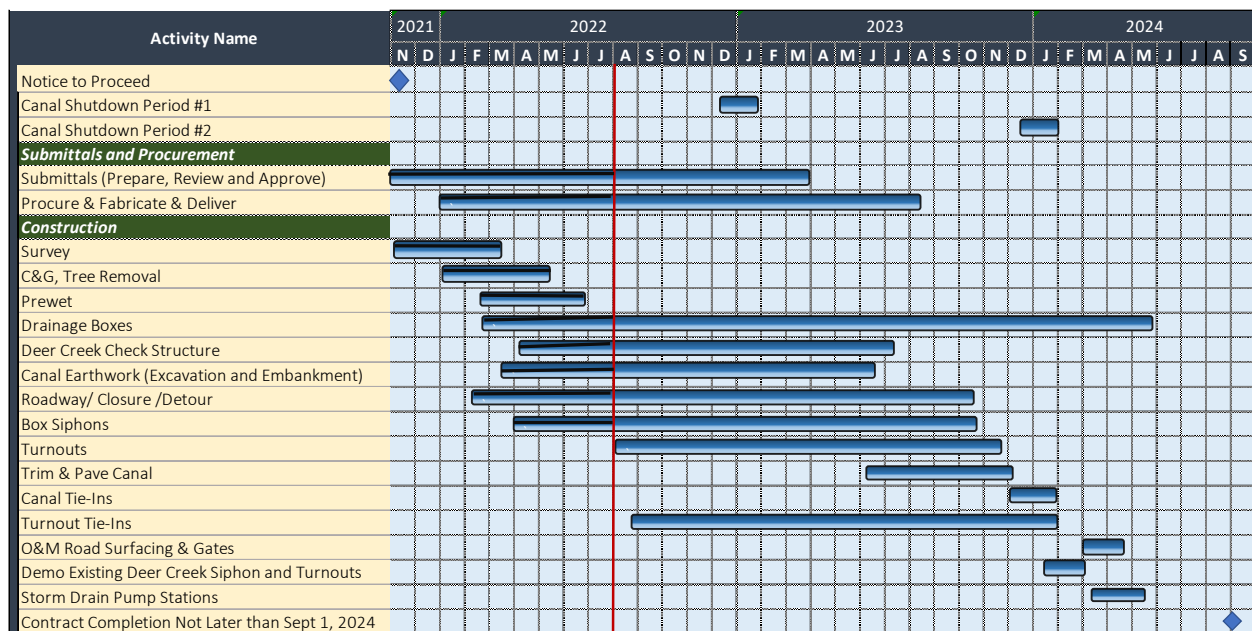 Activity Name
2021 2022 2023 2024
N D J F M A M J J A S O N D J F M A M J J A S O N D J F M A M J J A S
Notice to Proceed
Canal Shutdown Period #1
Canal Shutdown Period #2
Submittals and Procurement
Submittals (Prepare, Review and Approve)
Procure & Fabricate & Deliver
Construction
Survey
C&G, Tree Removal
Prewet
Drainage Boxes
Deer Creek Check Structure
Canal Earthwork (Excavation and Embankment)
Roadway/ Closure /Detour
Box Siphons
Turnouts
Trim & Pave Canal
Canal Tie-Ins
Turnout Tie-Ins
O&M Road Surfacing & Gates
Demo Existing Deer Creek Siphon and Turnouts
Storm Drain Pump Stations
Contract Completion Not Later than Sept 1, 2024